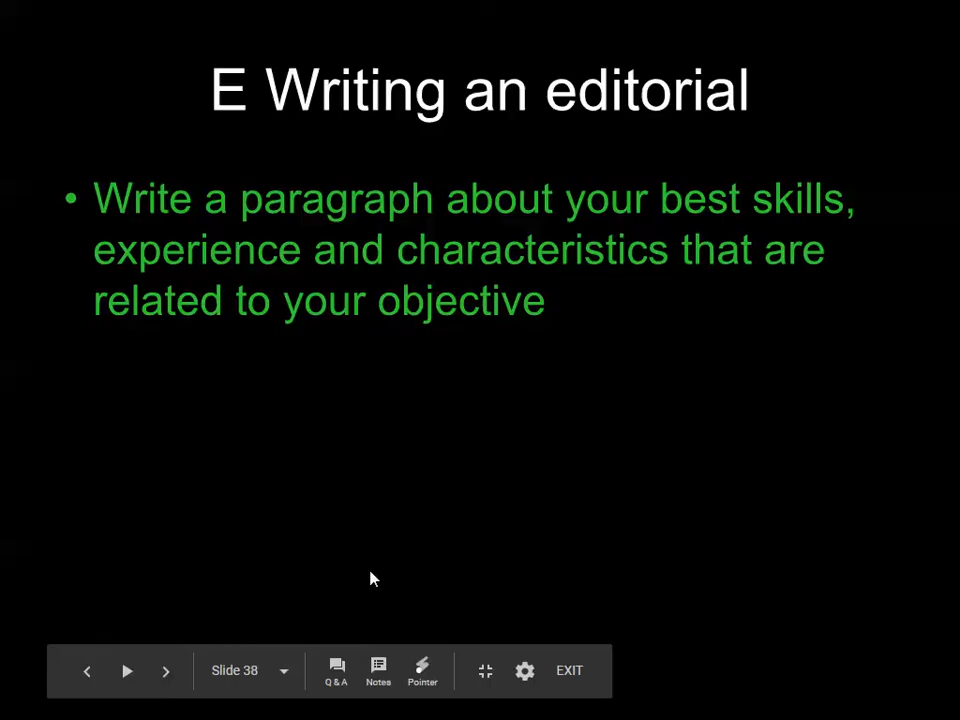 E Writing an editorial
• Write a paragraph about your best skills,
experience and characteristics that are
related to your objective
Slide 38
Q & A
Notes
Pointer
EXIT